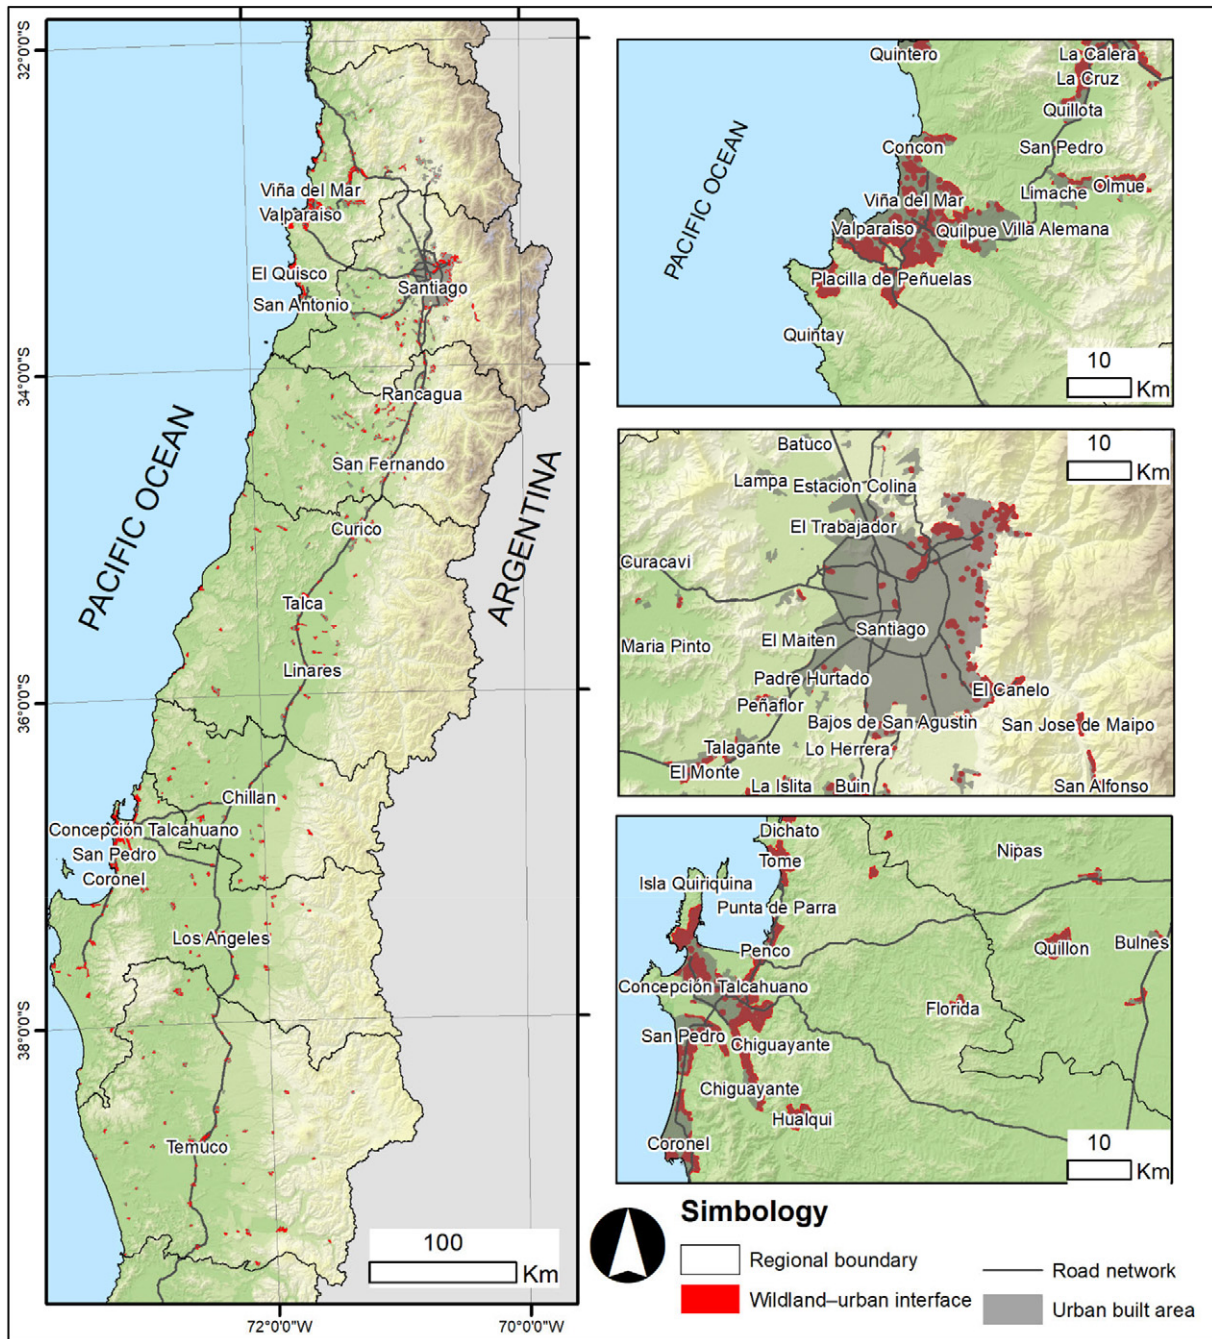 32°0'0"S
34°0'0"S
36°0'0"S
38°0'0"S
72°0'0"W
70°0'0"W
PACIFIC OCEAN
ARGENTINA
Viña del Mar
Valparaiso
El Quisco
San Antonio
Santiago
Rancagua
San Fernando
Curico
Talca
Linares
Chillan
Concepción Talcahuano
San Pedro
Coronel
Los Angeles
Temuco
100
Km
PACIFIC OCEAN
Quintero
La Calera
La Cruz
Quillota
Concon
San Pedro
Limache
Olmue
Viña del Mar
Valparaiso
Quilpue
Villa Alemana
Placilla de Peñuelas
Quintay
10
Km
Batuco
Lampa
Estacion Colina
El Trabajador
Curacavi
Maria Pinto
El Maiten
Santiago
Padre Hurtado
Peñaflor
El Canelo
Bajos de San Agustin
San Jose de Maipo
Talagante
Lo Herrera
El Monte
La Islita
Buin
San Alfonso
10
Km
Dichato
Tome
Nipas
Isla Quiriquina
Punta de Parra
Penco
Quillon
Bulnes
Concepción Talcahuano
Florida
San Pedro
Chiguayante
Chiguayante
Hualqui
Coronel
10
Km
Simbology
Regional boundary
Wildland–urban interface
Road network
Urban built area